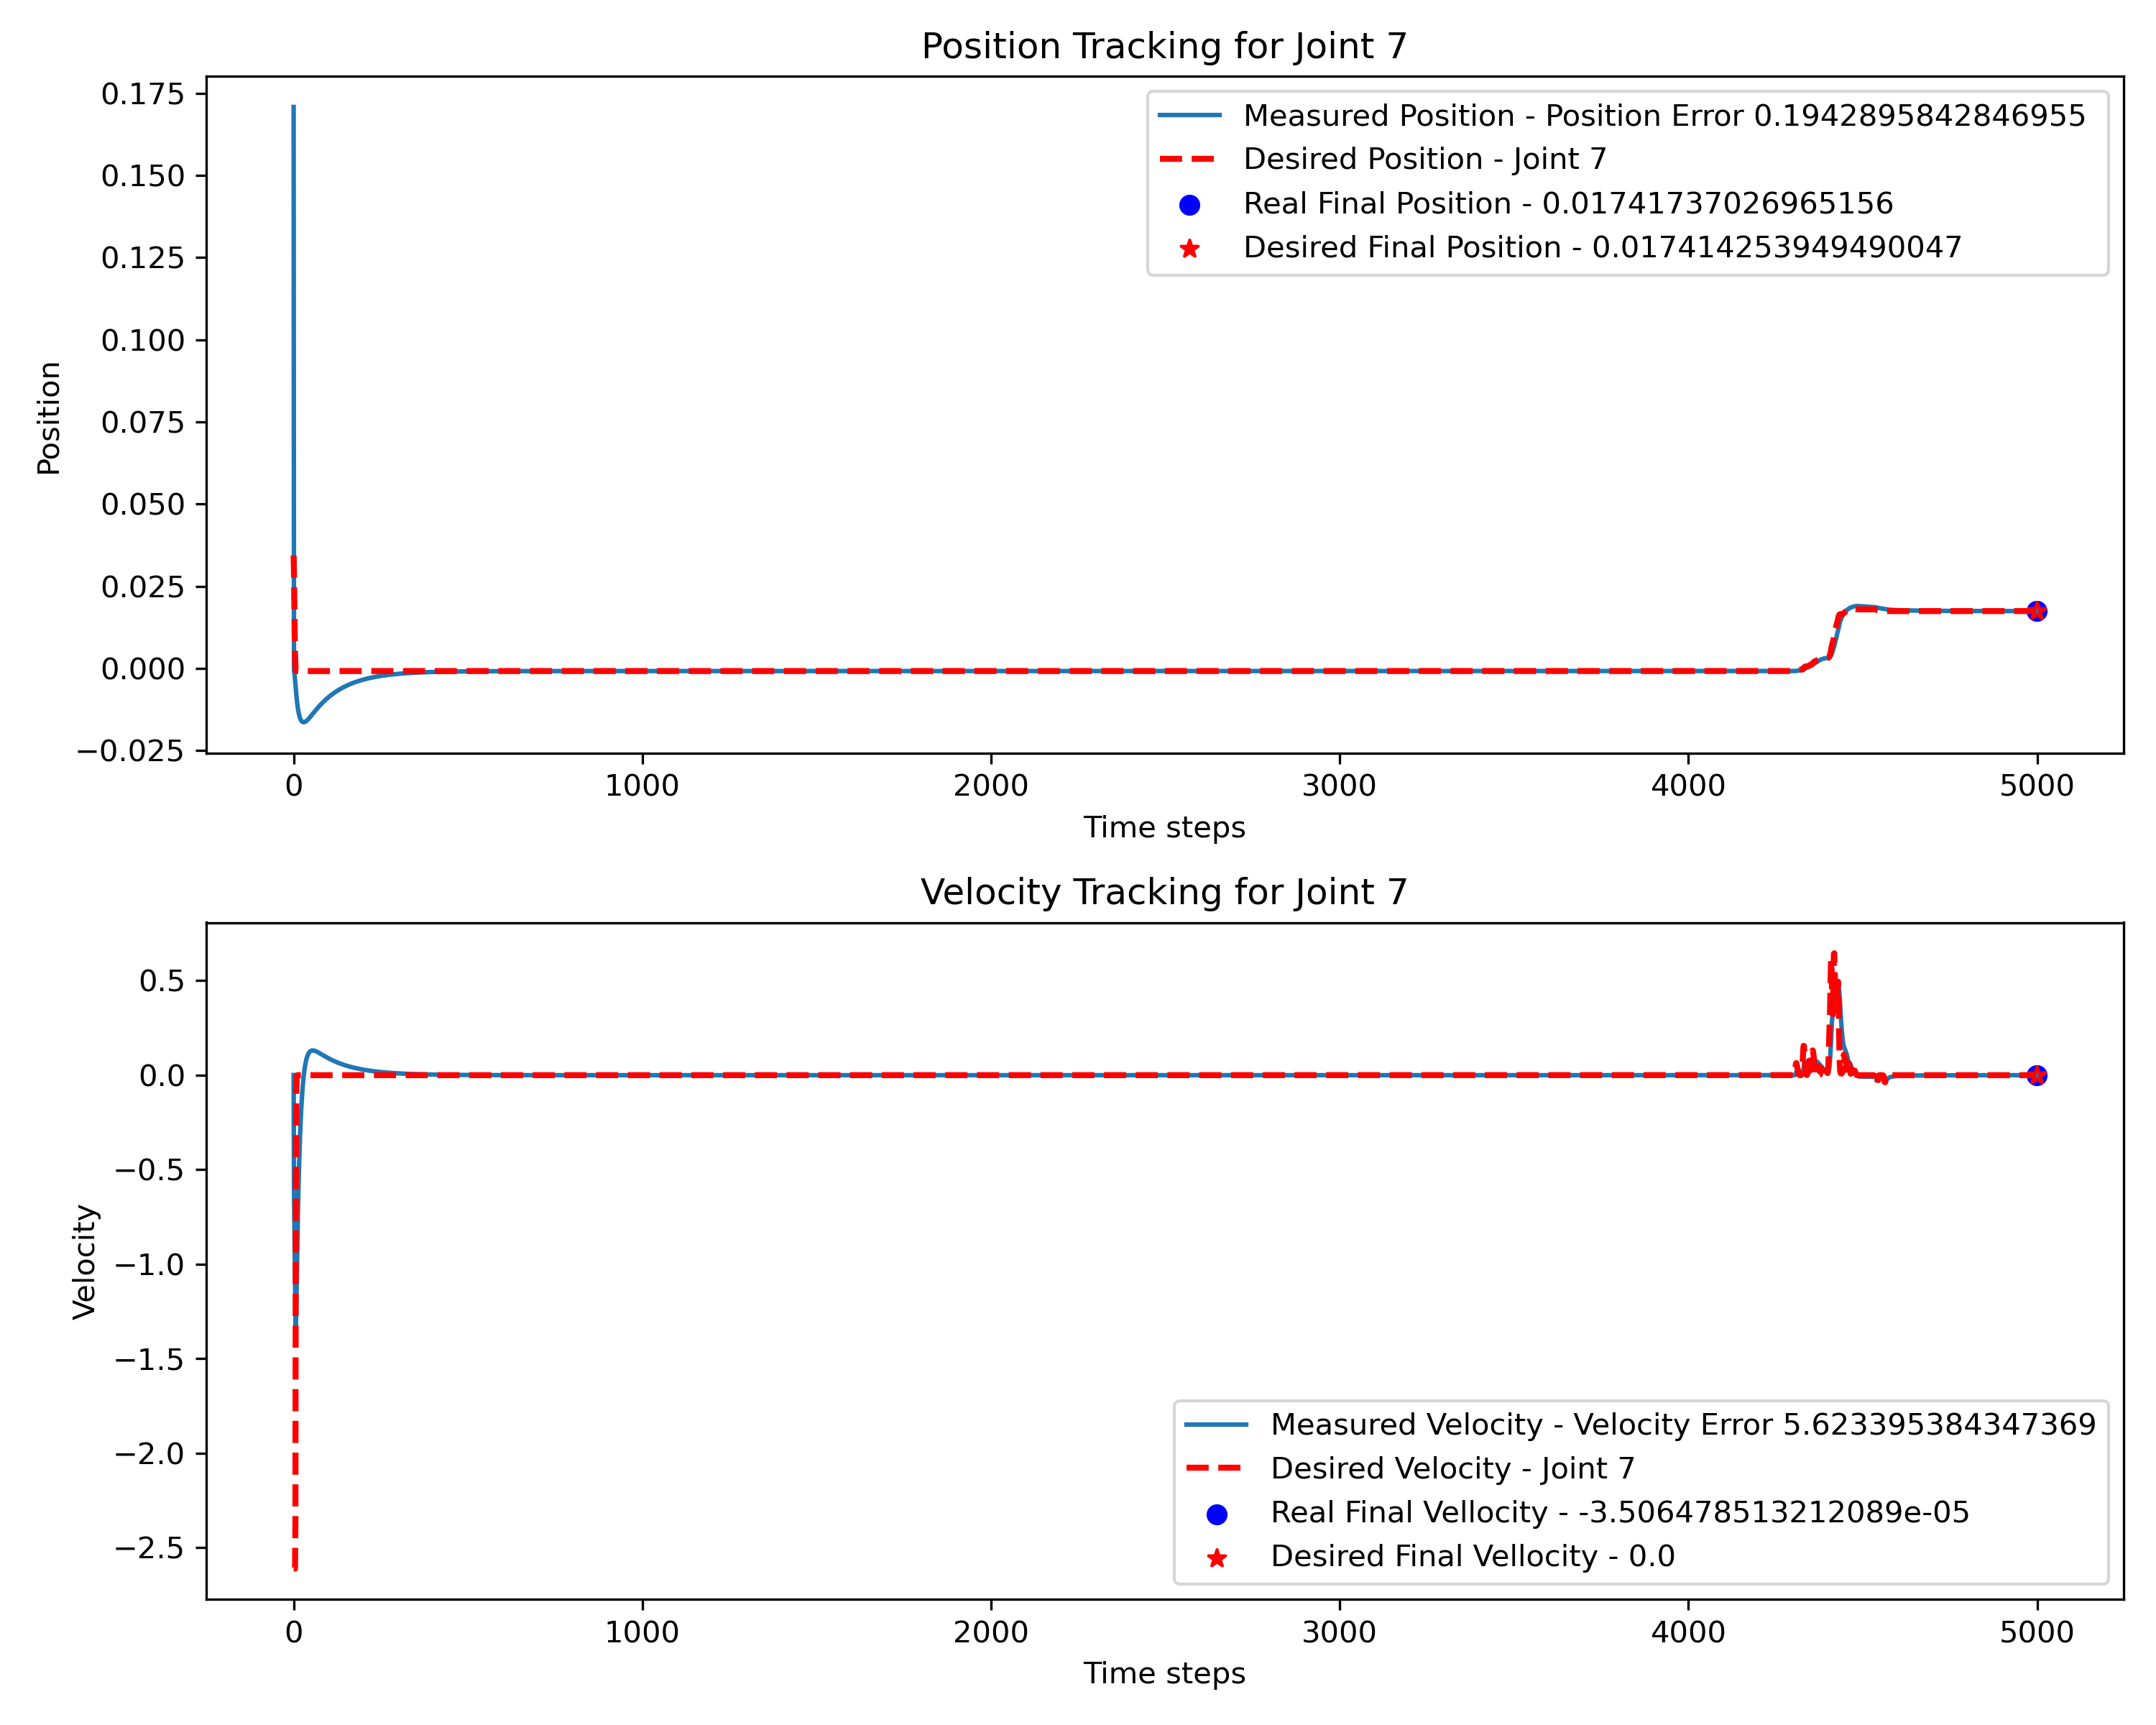 Position Tracking for Joint 7
Measured Position - Position Error 0.1942895842846955
Desired Position - Joint 7
Real Final Position - 0.01741737026965156
Desired Final Position - 0.017414253949490047
Position
0.175
0.150
0.125
0.100
0.075
0.050
0.025
0.000
−0.025
0 1000 2000 3000 4000 5000
Time steps
Velocity Tracking for Joint 7
Velocity
0.5
0.0
−0.5
−1.0
−1.5
−2.0
−2.5
Measured Velocity - Velocity Error 5.623395384347369
Desired Velocity - Joint 7
Real Final Vellocity - -3.506478513212089e-05
Desired Final Vellocity - 0.0
0 1000 2000 3000 4000 5000
Time steps